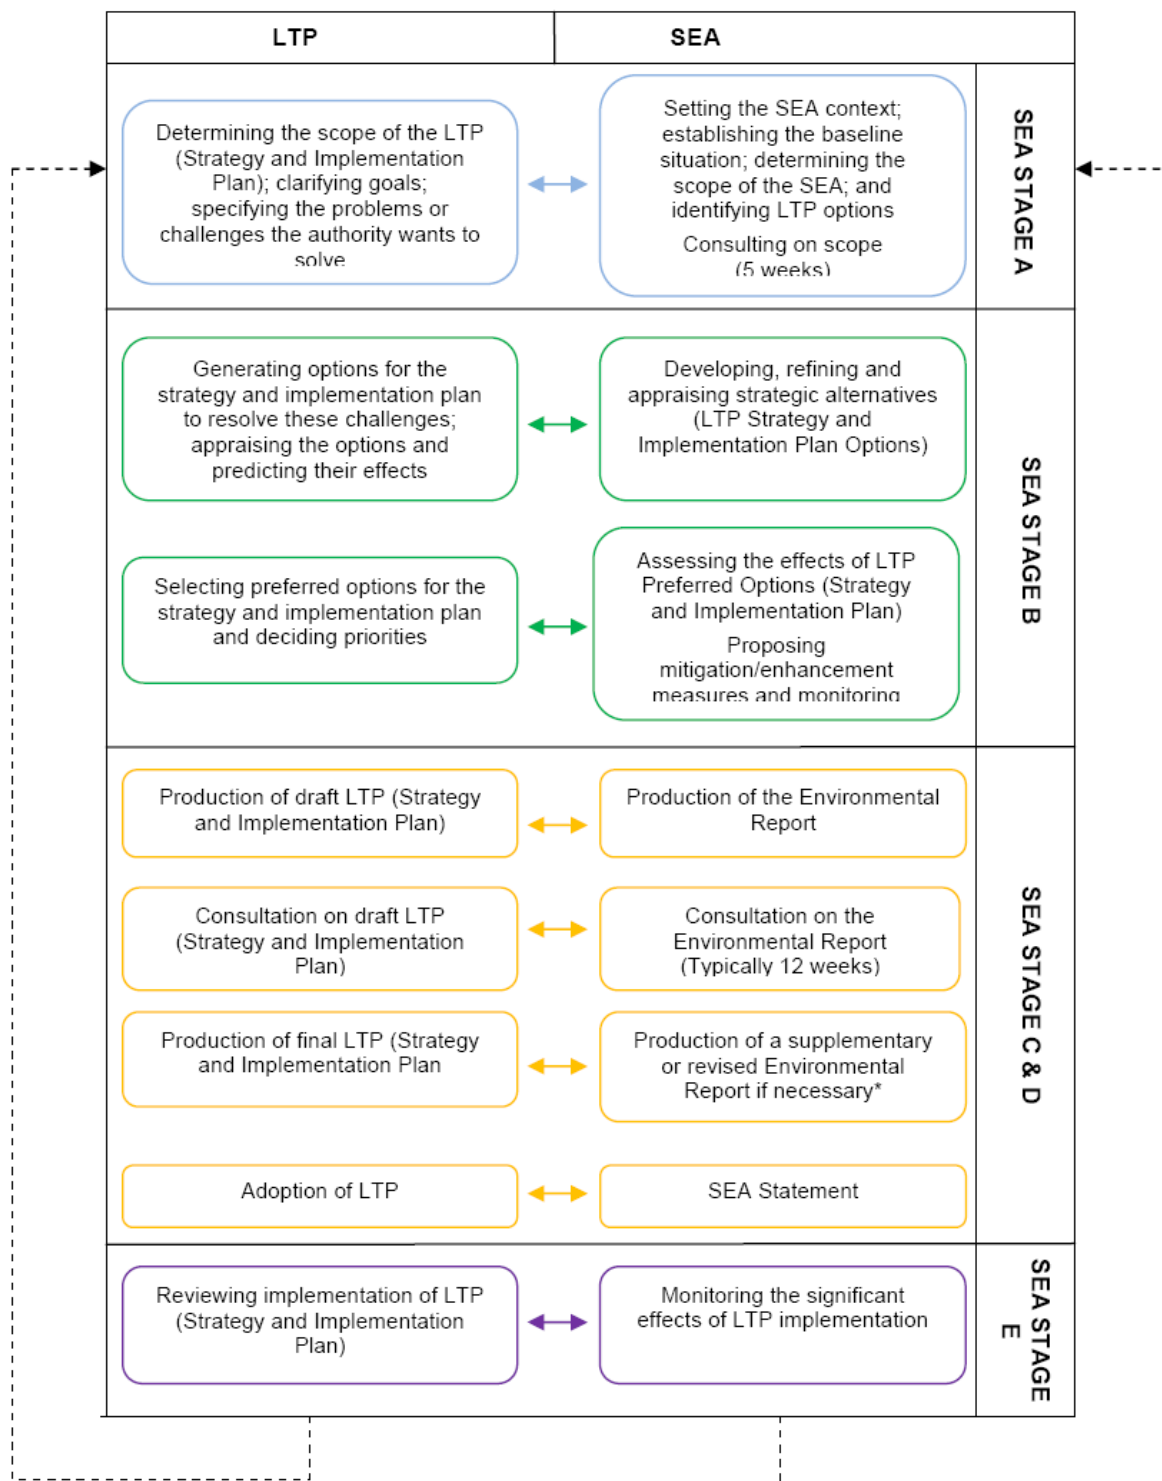 LTP
SEA
Determining the scope of the LTP
(Strategy and Implementation
Plan); clarifying goals;
specifying the problems or
challenges the authority wants to
solve
Setting the SEA context;
establishing the baseline
situation; determining the
scope of the SEA; and
identifying LTP options
Consulting on scope
(5 weeks)
SEA STAGE A
Generating options for the
strategy and implementation plan
to resolve these challenges;
appraising the options and
predicting their effects
Developing, refining and
appraising strategic alternatives
(LTP Strategy and
Implementation Plan Options)
Selecting preferred options for the
strategy and implementation plan
and deciding priorities
Assessing the effects of LTP
Preferred Options (Strategy
and Implementation Plan)
Proposing
mitigation/enhancement
measures and monitoring
SEA STAGE B
Production of draft LTP (Strategy
and Implementation Plan)
Production of the Environmental
Report
Consultation on draft LTP
(Strategy and Implementation
Plan)
Consultation on the
Environmental Report
(Typically 12 weeks)
Production of final LTP (Strategy
and Implementation Plan
Production of a supplementary
or revised Environmental
Report if necessary*
Adoption of LTP
SEA Statement
SEA STAGE C & D
Reviewing implementation of LTP
(Strategy and Implementation
Plan)
Monitoring the significant
effects of LTP implementation
SEA STAGE
E